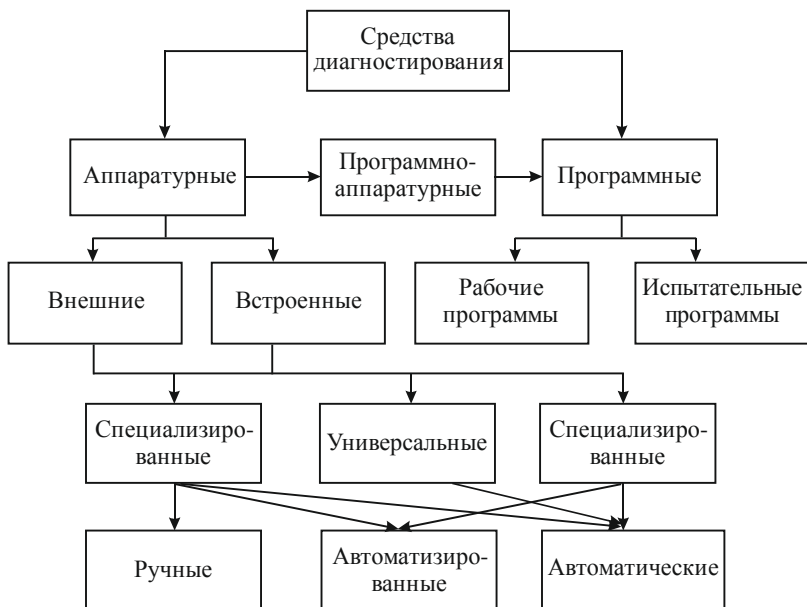 Средства
диагностирования
Аппаратурные
Программно-
аппаратурные
Программные
Внешние
Встроенные
Рабочие
программы
Испытательные
программы
Специализиро-
ванные
Универсальные
Специализиро-
ванные
Ручные
Автоматизиро-
ванные
Автоматические